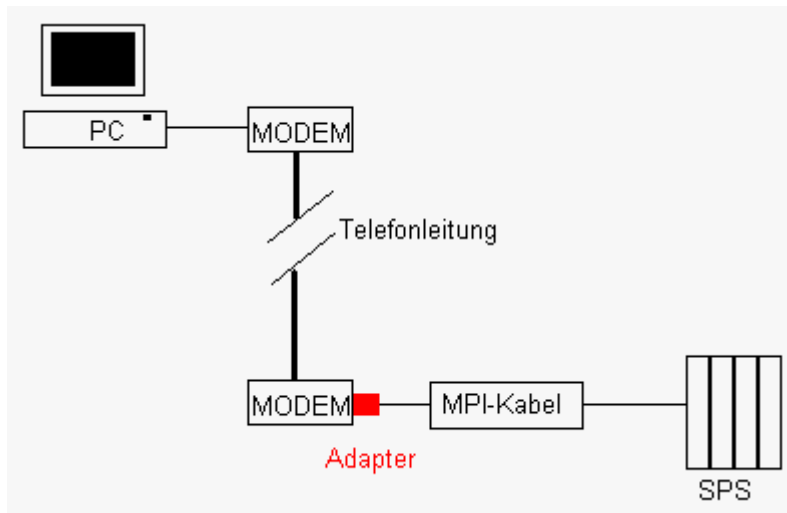 PC
MODEM
Telefonleitung
MODEM
MPI-Kabel
Adapter
SPS